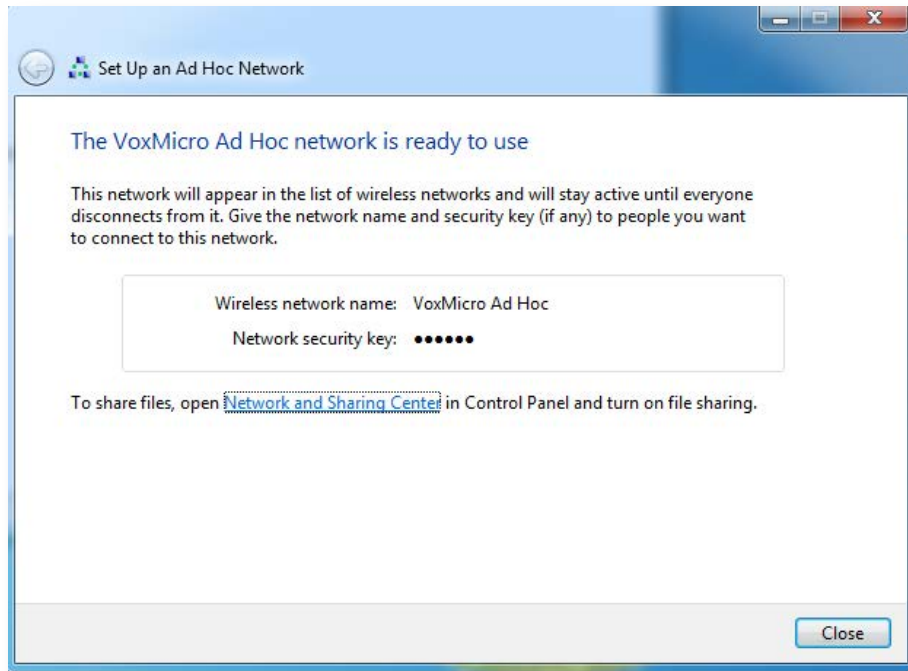 Set Up an Ad Hoc Network
The VoxMicro Ad Hoc network is ready to use
This network will appear in the list of wireless networks and will stay active until everyone
disconnects from it. Give the network name and security key (if any) to people you want
to connect to this network.
Wireless network name: VoxMicro Ad Hoc
Network security key: ●●●●●●
To share files, open Network and Sharing Center in Control Panel and turn on file sharing.
Close